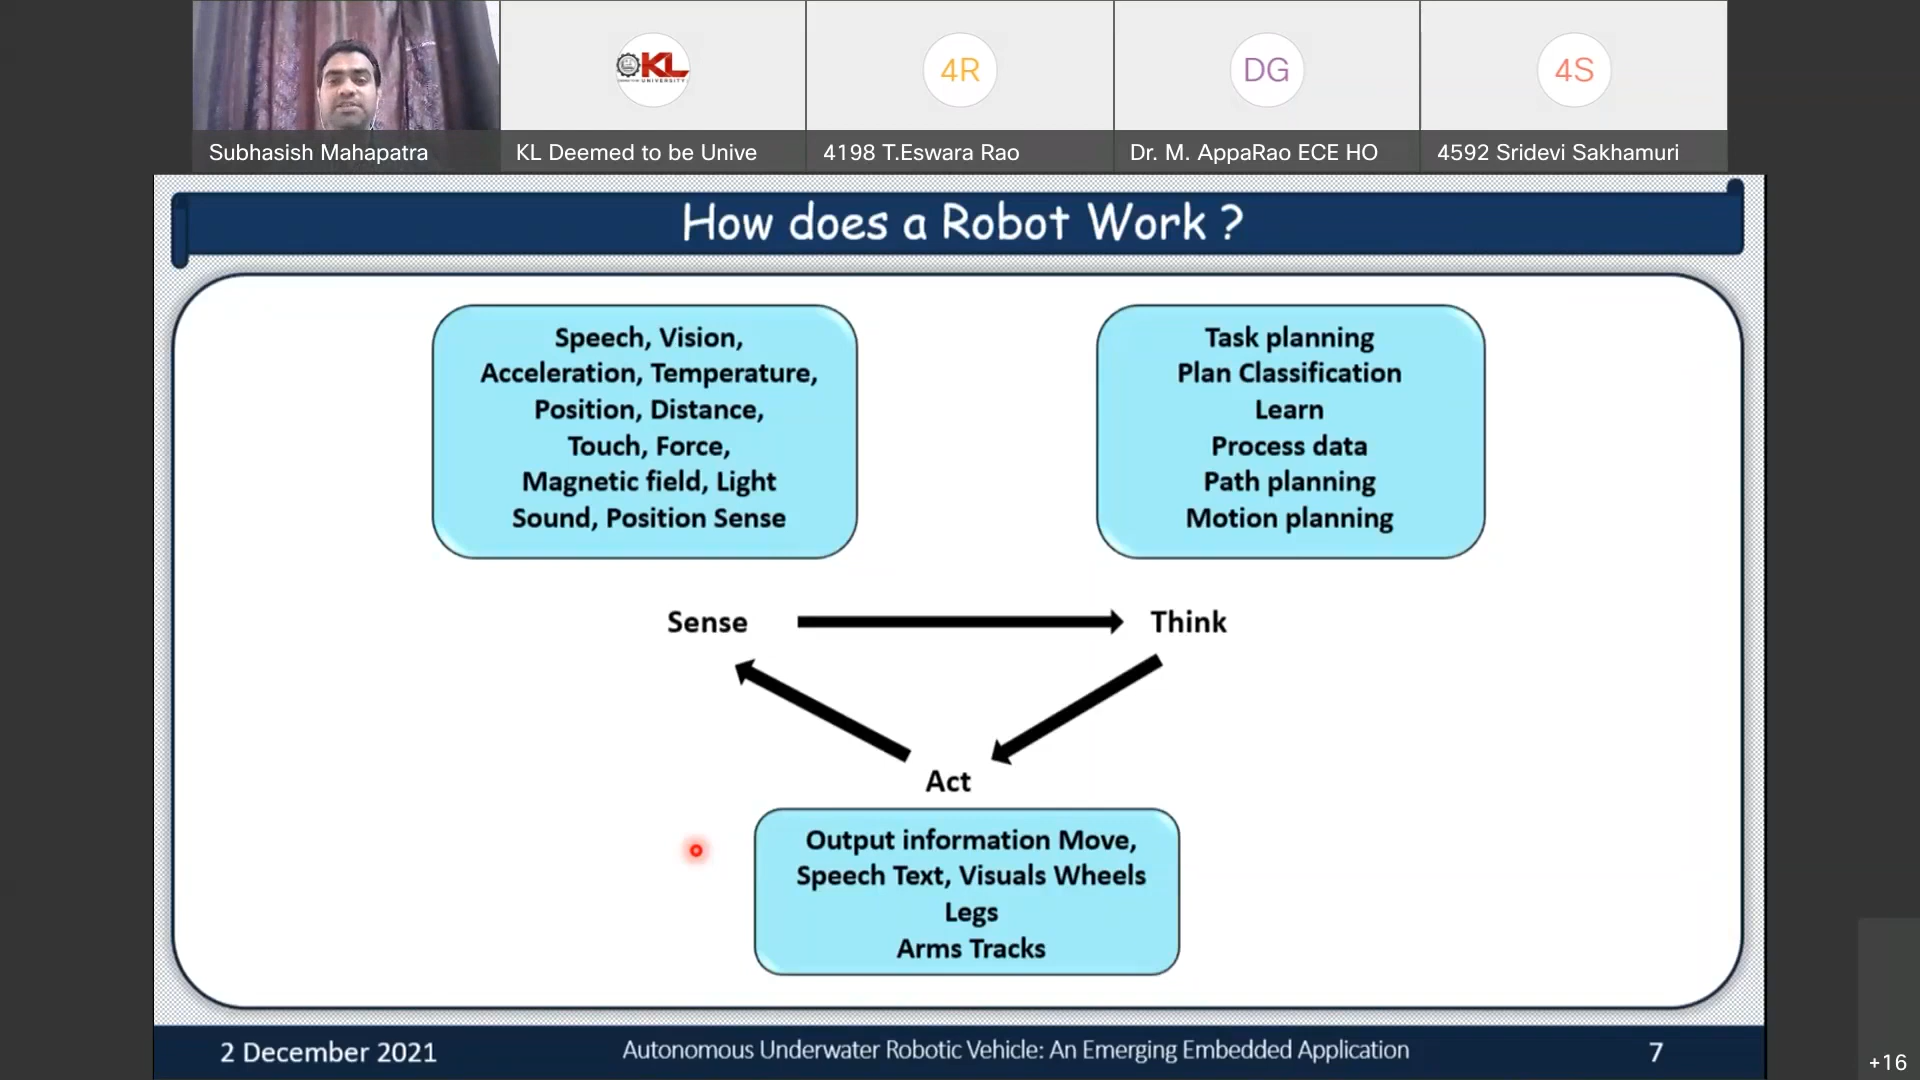 KL
UNIVERSITY
4R
DG
4S
Subhasish Mahapatra
KL Deemed to be Unive
4198 T.Eswara Rao
Dr. M. AppaRao ECE HO
4592 Sridevi Sakhamuri
How does a Robot Work ?
Speech, Vision,
Acceleration, Temperature,
Position, Distance,
Touch, Force,
Magnetic field, Light
Sound, Position Sense
Task planning
Plan Classification
Learn
Process data
Path planning
Motion planning
Sense
Think
Act
Output information Move,
Speech Text, Visuals Wheels
Legs
Arms Tracks
2 December 2021
Autonomous Underwater Robotic Vehicle: An Emerging Embedded Application
7
+16